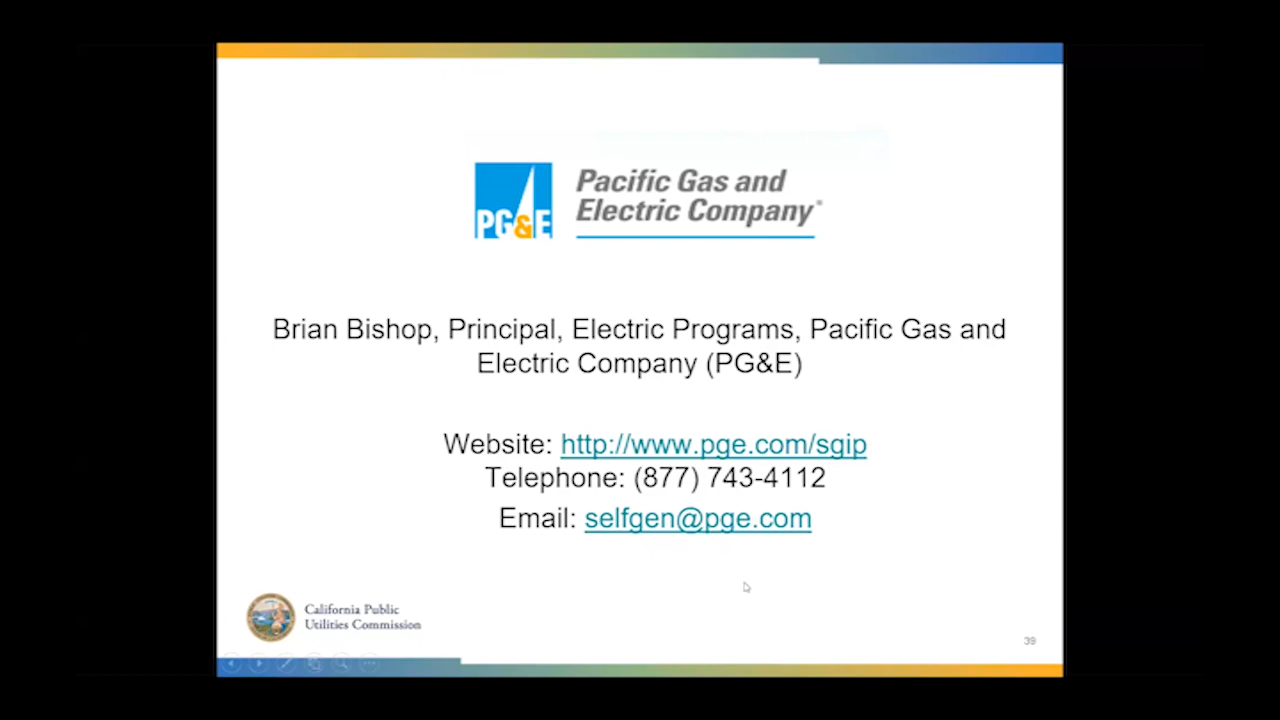 PG&E
Pacific Gas and
Electric Company®
Brian Bishop, Principal, Electric Programs, Pacific Gas and
Electric Company (PG&E)
Website: http://www.pge.com/sgip
Telephone: (877) 743-4112
Email: selfgen@pge.com
California Public
Utilities Commission
39